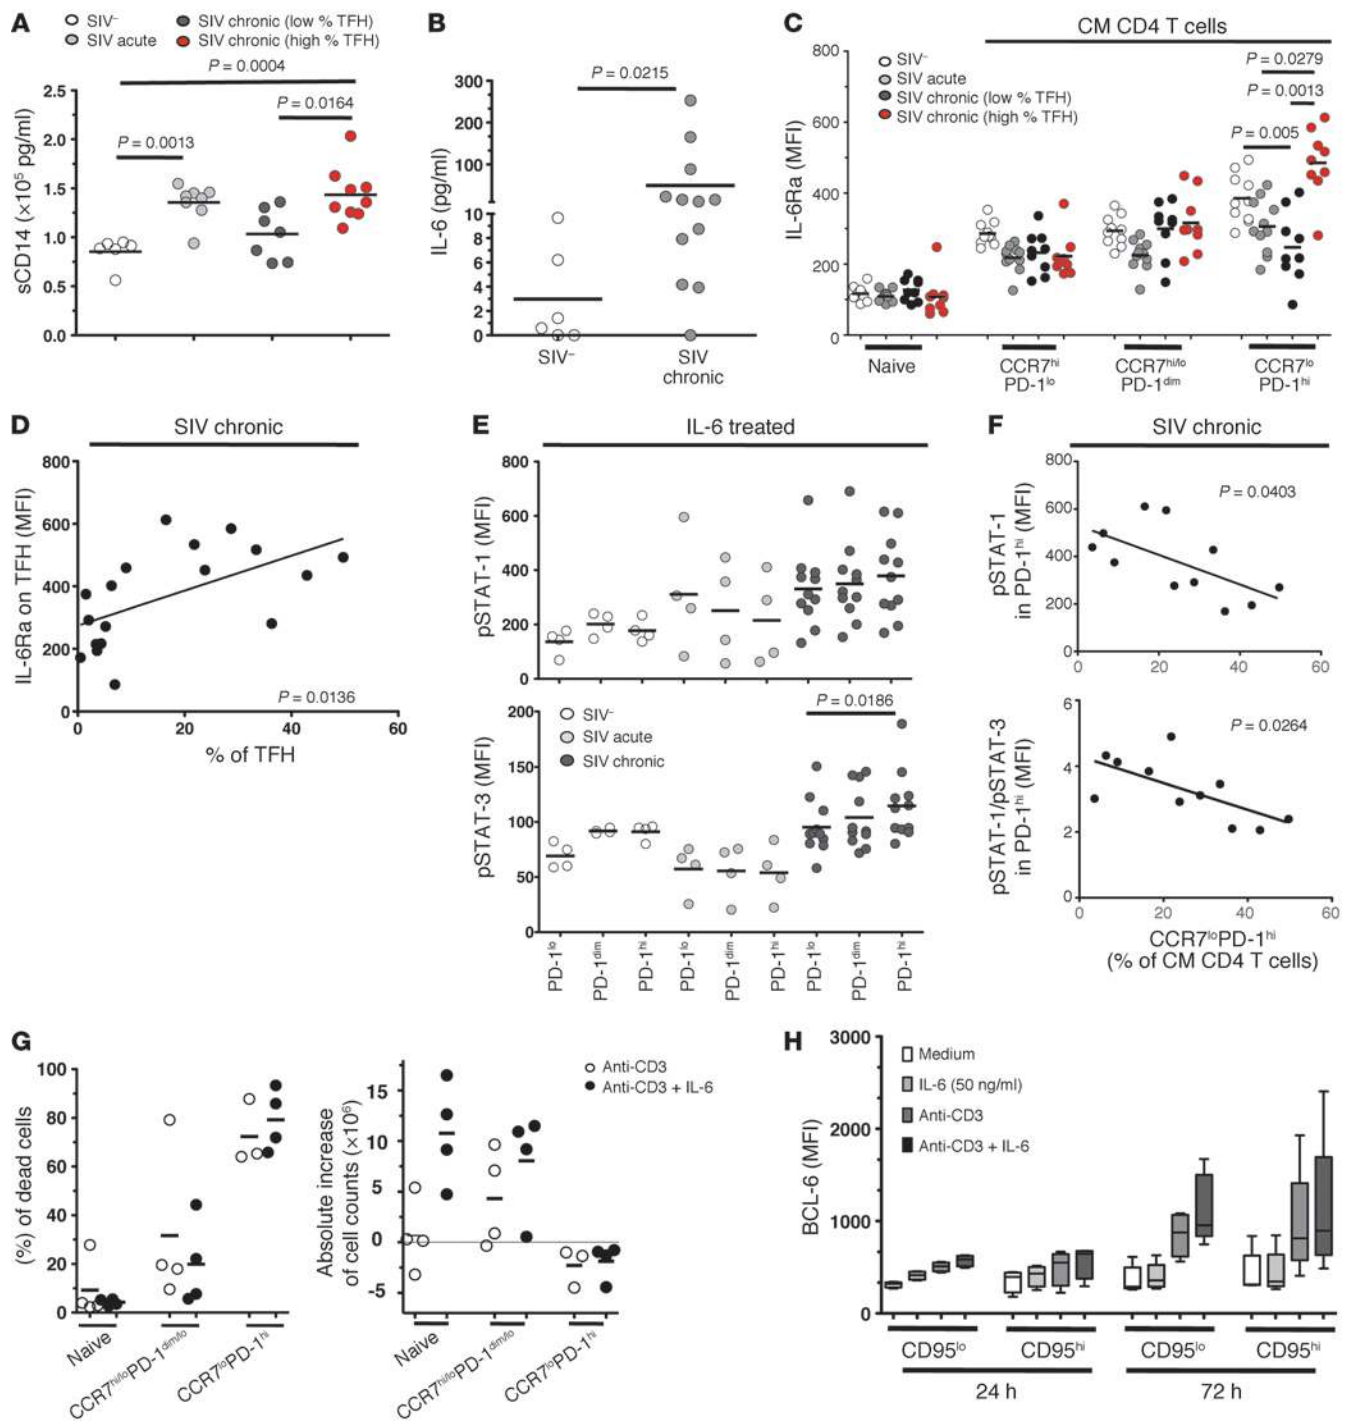 A
SIV⁻
SIV acute
SIV chronic (low % TFH)
SIV chronic (high % TFH)
P = 0.0004
P = 0.0164
P = 0.0013
sCD14 (×10⁵ pg/ml)
2.5
2.0
1.5
1.0
0.5
0.0
B
P = 0.0215
IL-6 (pg/ml)
300
200
100
10
8
6
4
2
0
SIV⁻
SIV
chronic
C
CM CD4 T cells
SIV⁻
SIV acute
SIV chronic (low % TFH)
SIV chronic (high % TFH)
P = 0.0279
P = 0.0013
P = 0.005
IL-6Ra (MFI)
800
600
400
200
0
Naive
CCR7ʰⁱ
PD-1ˡᵒ
CCR7ʰⁱ/ˡᵒ
PD-1ᵈⁱᵐ
CCR7ˡᵒ
PD-1ʰⁱ
D
SIV chronic
IL-6Ra on TFH (MFI)
800
600
400
200
0
P = 0.0136
0
20
40
60
% of TFH
E
IL-6 treated
pSTAT-1 (MFI)
800
600
400
200
0
P = 0.0186
SIV⁻
SIV acute
SIV chronic
pSTAT-3 (MFI)
200
150
100
50
0
PD-1ˡᵒ
PD-1ᵈⁱᵐ
PD-1ʰⁱ
PD-1ˡᵒ
PD-1ᵈⁱᵐ
PD-1ʰⁱ
PD-1ˡᵒ
PD-1ᵈⁱᵐ
PD-1ʰⁱ
F
SIV chronic
pSTAT-1
in PD-1ʰⁱ (MFI)
800
600
400
200
0
P = 0.0403
0
20
40
60
pSTAT-1/pSTAT-3
in PD-1ʰⁱ (MFI)
6
4
2
0
P = 0.0264
0
20
40
60
CCR7ˡᵒPD-1ʰⁱ
(% of CM CD4 T cells)
G
(%) of dead cells
100
80
60
40
20
0
Naive
CCR7ʰⁱ/ˡᵒPD-1ᵈⁱᵐ/ˡᵒ
CCR7ˡᵒPD-1ʰⁱ
Absolute increase
of cell counts (×10⁶)
15
10
5
0
-5
Anti-CD3
Anti-CD3 + IL-6
Naive
CCR7ʰⁱ/ˡᵒPD-1ᵈⁱᵐ/ˡᵒ
CCR7ˡᵒPD-1ʰⁱ
H
BCL-6 (MFI)
3000
2000
1000
0
Medium
IL-6 (50 ng/ml)
Anti-CD3
Anti-CD3 + IL-6
CD95ˡᵒ
CD95ʰⁱ
CD95ˡᵒ
CD95ʰⁱ
24 h
72 h